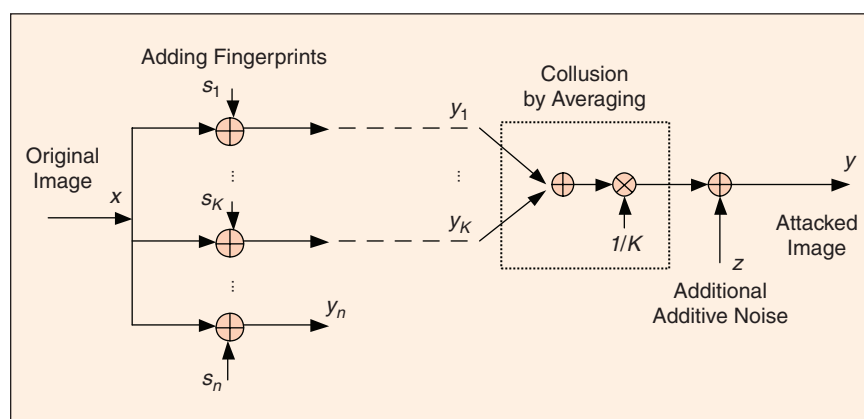 Adding Fingerprints
s1
Collusion
by Averaging
y1
Original
Image
x
...
...
sK
yK
1/K
y
Attacked
Image
z
Additional
Additive Noise
...
yn
sn